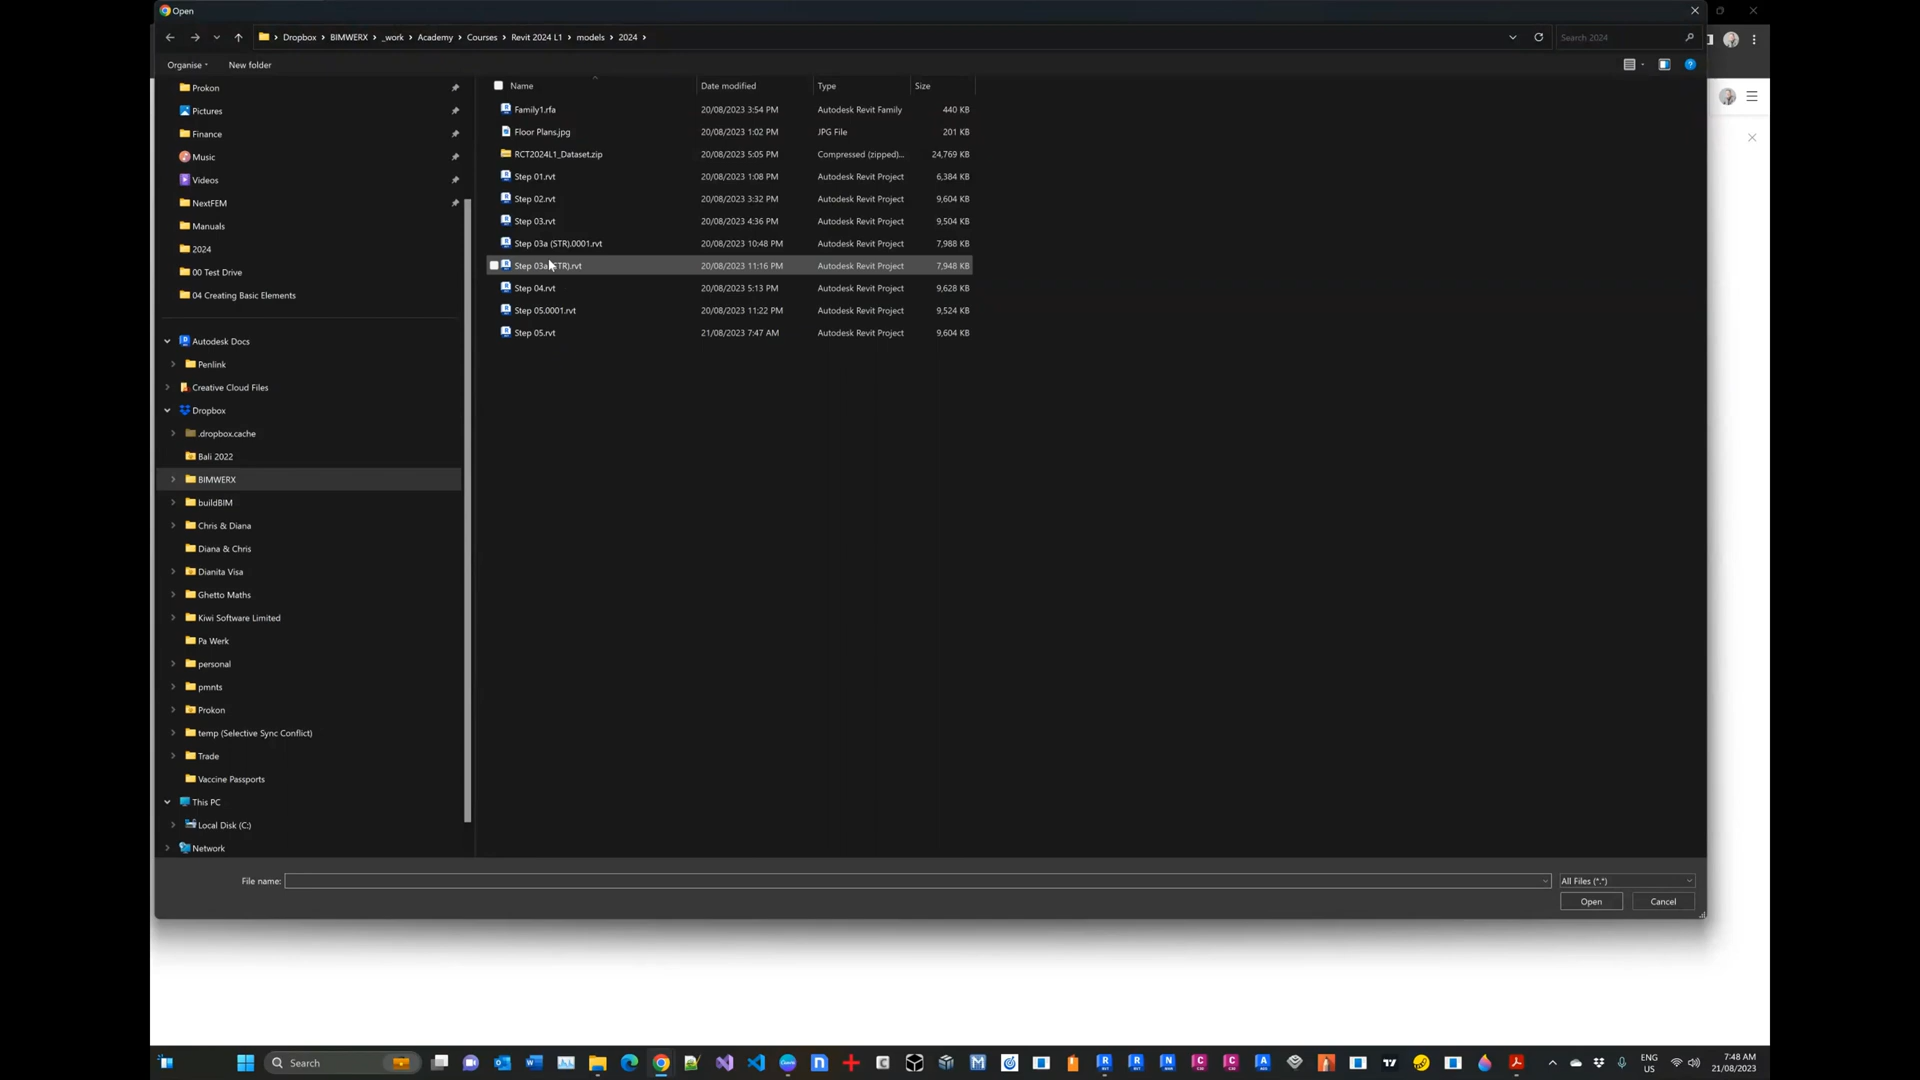 Open
Dropbox > BIMWERX > _work > Academy > Courses > Revit 2024 L1 > models > 2024 >
Search 2024
Organise
New folder
Name Date modified Type Size
Prokon
Pictures
Finance
Music
Videos
NextFEM
Manuals
2024
00 Test Drive
04 Creating Basic Elements
Autodesk Docs
Penlink
Creative Cloud Files
Dropbox
.dropbox.cache
Bali 2022
BIMWERX
buildBIM
Chris & Diana
Diana & Chris
Dianita Visa
Ghetto Maths
Kiwi Software Limited
Pa Werk
personal
pmnts
Prokon
temp (Selective Sync Conflict)
Trade
Vaccine Passports
This PC
Local Disk (C:)
Network
Family1.rfa 20/08/2023 3:54 PM Autodesk Revit Family 440 KB
Floor Plans.jpg 20/08/2023 1:02 PM JPG File 201 KB
RCT2024L1_Dataset.zip 20/08/2023 5:05 PM Compressed (zipped)... 24,769 KB
Step 01.rvt 20/08/2023 1:08 PM Autodesk Revit Project 6,384 KB
Step 02.rvt 20/08/2023 3:32 PM Autodesk Revit Project 9,604 KB
Step 03.rvt 20/08/2023 4:36 PM Autodesk Revit Project 9,504 KB
Step 03a (STR).0001.rvt 20/08/2023 10:48 PM Autodesk Revit Project 7,988 KB
Step 03a (STR).rvt 20/08/2023 11:16 PM Autodesk Revit Project 7,948 KB
Step 04.rvt 20/08/2023 5:13 PM Autodesk Revit Project 9,628 KB
Step 05.0001.rvt 20/08/2023 11:22 PM Autodesk Revit Project 9,524 KB
Step 05.rvt 21/08/2023 7:47 AM Autodesk Revit Project 9,604 KB
File name:
All Files (*.*)
Open
Cancel
Search
ENG
US
7:48 AM
21/08/2023